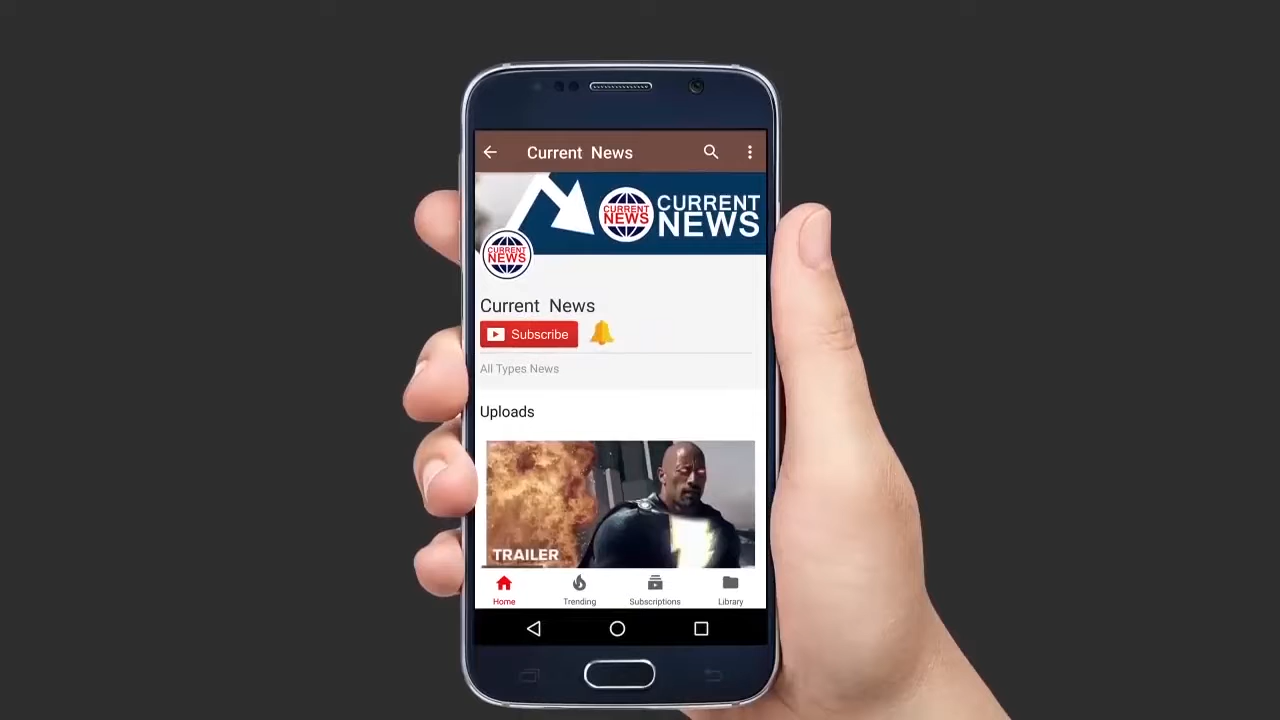 Current News
CURRENT
NEWS
CURRENT
NEWS
CURRENT
NEWS
Current News
Subscribe
All Types News
Uploads
TRAILER
Home
Trending
Subscriptions
Library